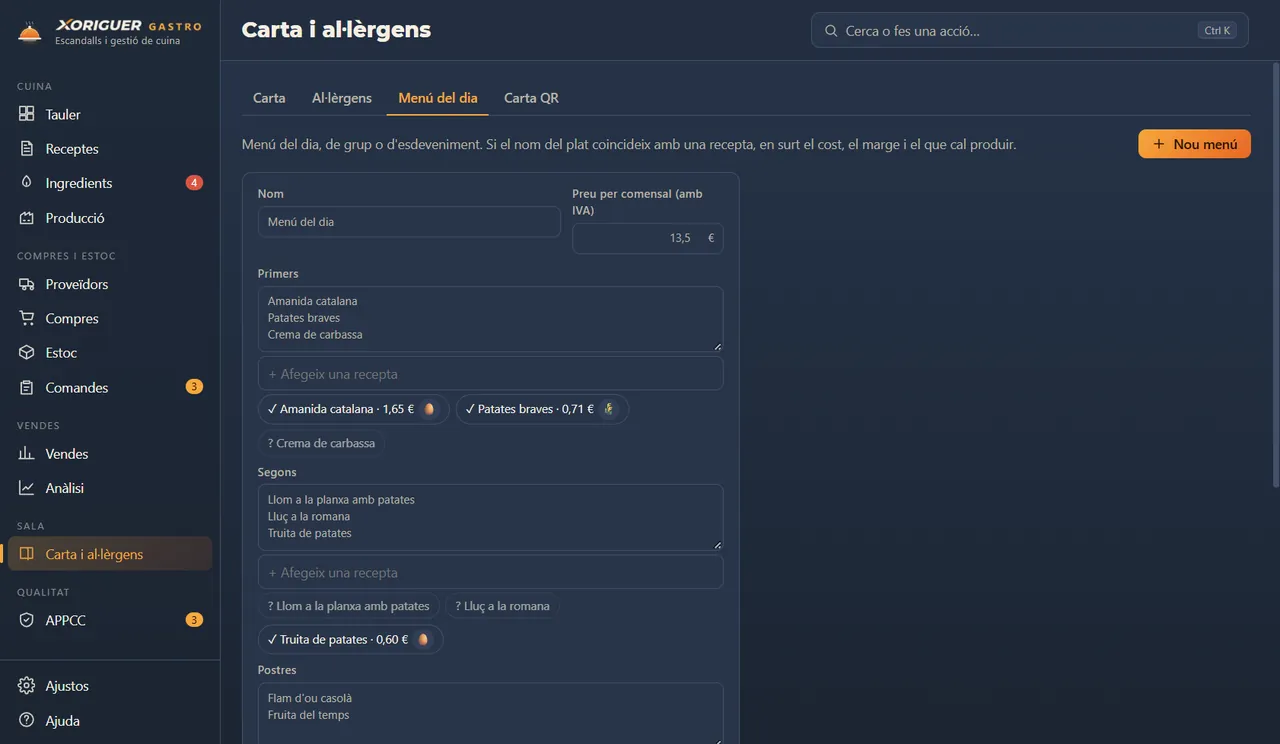 XORIGUER GASTRO
Escandalls i gestió de cuina
Carta i al·lèrgens
Cerca o fes una acció...
Ctrl K
CUINA
Tauler
Receptes
Ingredients
4
Producció
COMPRES I ESTOC
Proveïdors
Compres
Estoc
Comandes
3
VENDES
Vendes
Anàlisi
SALA
Carta i al·lèrgens
QUALITAT
APPCC
3
Ajustos
Ajuda
Carta
Al·lèrgens
Menú del dia
Carta QR
Menú del dia, de grup o d'esdeveniment. Si el nom del plat coincideix amb una recepta, en surt el cost, el marge i el que cal produir.
+ Nou menú
Nom
Menú del dia
Preu per comensal (amb
IVA)
13,5 €
Primers
Amanida catalana
Patates braves
Crema de carbassa
+ Afegeix una recepta
✓ Amanida catalana · 1,65 €
✓ Patates braves · 0,71 €
? Crema de carbassa
Segons
Llom a la planxa amb patates
Lluç a la romana
Truita de patates
+ Afegeix una recepta
? Llom a la planxa amb patates
? Lluç a la romana
✓ Truita de patates · 0,60 €
Postres
Flam d'ou casolà
Fruita del temps